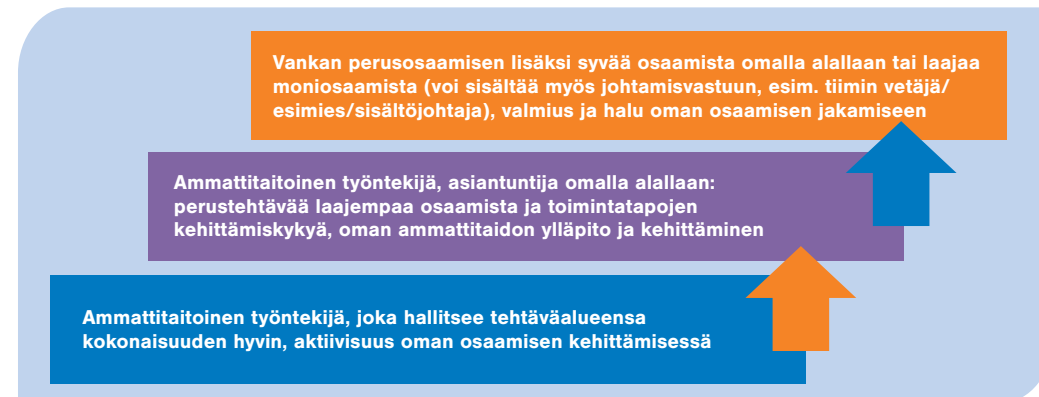 Vankan perusosaamisen lisäksi syvää osaamista omalla alallaan tai laajaa
moniosaamista (voi sisältää myös johtamisvastuun, esim. tiimin vetäjä/
esimies/sisältöjohtaja), valmius ja halu oman osaamisen jakamiseen
Ammattitaitoinen työntekijä, asiantuntija omalla alallaan:
perustehtävää laajempaa osaamista ja toimintatapojen
kehittämiskykyä, oman ammattitaidon ylläpito ja kehittäminen
Ammattitaitoinen työntekijä, joka hallitsee tehtäväalueensa
kokonaisuuden hyvin, aktiivisuus oman osaamisen kehittämisessä